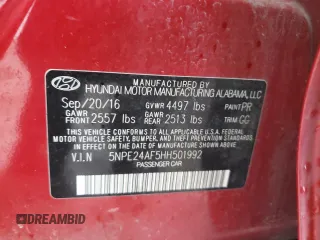 MANUFACTURED BY
HYUNDAI MOTOR MANUFACTURING ALABAMA, LLC
Sep/20/16 GVWR 4497 lbs PAINT PR
GAWR FRONT 2557 lbs GAWR REAR 2513 lbs TRIM GG
THIS VEHICLE CONFORMS TO ALL APPLICABLE U.S. FEDERAL MOTOR
VEHICLE SAFETY, BUMPER, AND THEFT PREVENTION STANDARDS
IN EFFECT ON THE DATE OF MANUFACTURE SHOWN ABOVE.
V.I.N 5NPE24AF5HH501992
PASSENGER CAR
DREAMBID